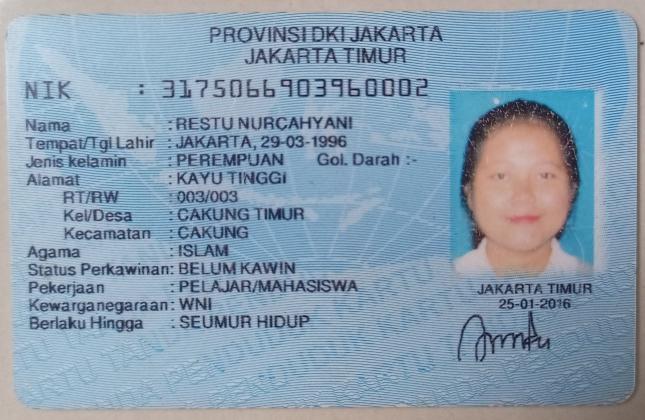 PROVINSI DKI JAKARTA
JAKARTA TIMUR
NIK : 3175066903960002
Nama : RESTU NURCAHYANI
Tempat/Tgl Lahir : JAKARTA, 29-03-1996
Jenis kelamin : PEREMPUAN Gol. Darah :-
Alamat : KAYU TINGGI
RT/RW : 003/003
Kel/Desa : CAKUNG TIMUR
Kecamatan : CAKUNG
Agama : ISLAM
Status Perkawinan: BELUM KAWIN
Pekerjaan : PELAJAR/MAHASISWA
Kewarganegaraan: WNI
Berlaku Hingga : SEUMUR HIDUP
JAKARTA TIMUR
25-01-2016